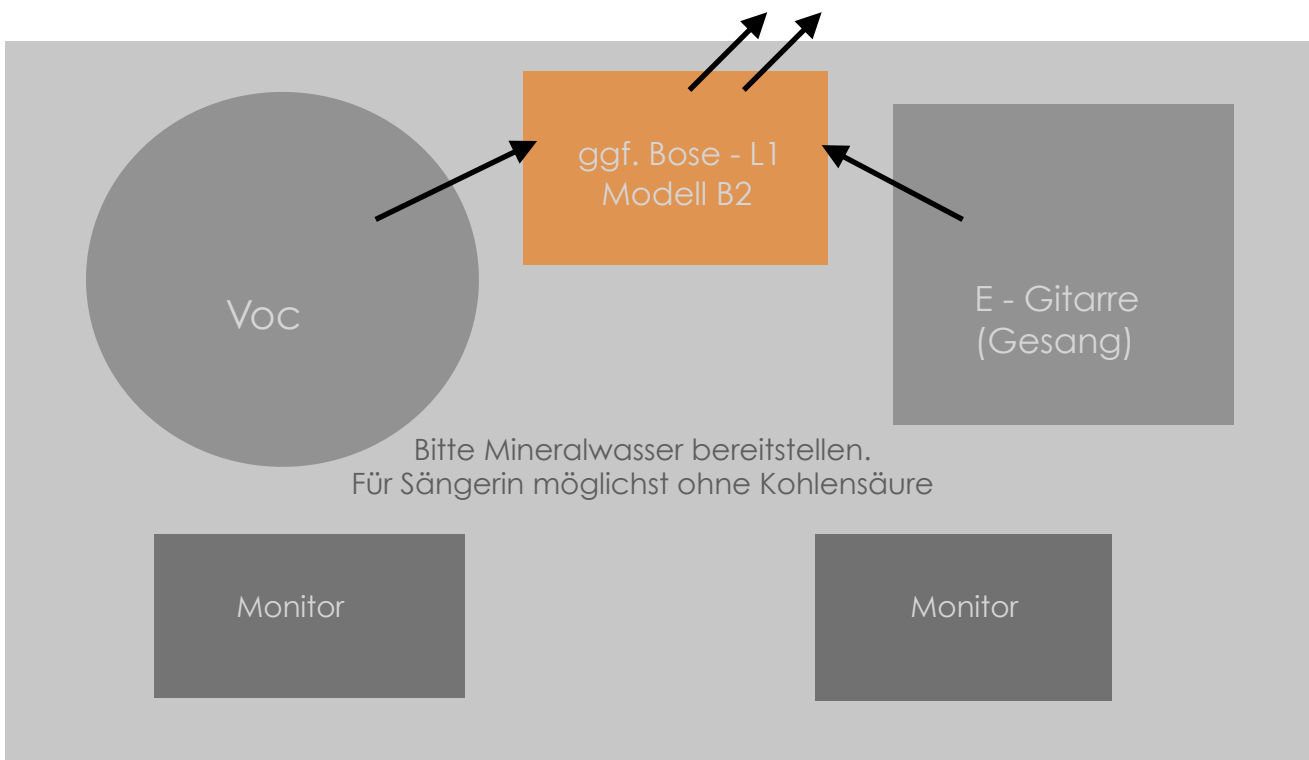 ggf. Bose - L1
Modell B2
Voc
E - Gitarre
(Gesang)
Bitte Mineralwasser bereitstellen.
Für Sängerin möglichst ohne Kohlensäure
Monitor
Monitor